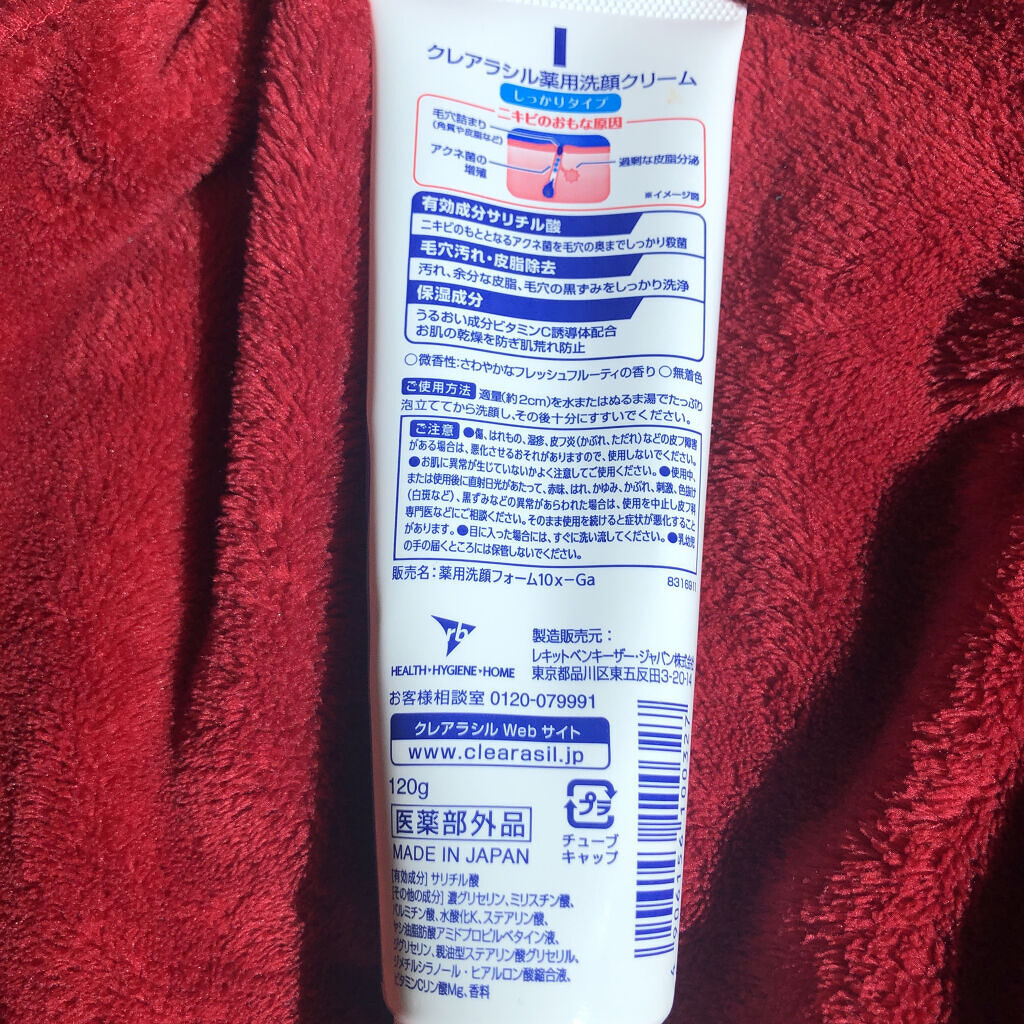 クレアラシル薬用洗顔クリーム
しっかりタイプ
ニキビのおもな原因
毛穴詰まり
(角質や皮脂など)
アクネ菌の
増殖
過剰な皮脂分泌
※イメージ図
有効成分サリチル酸
ニキビのもととなるアクネ菌を毛穴の奥までしっかり殺菌
毛穴汚れ・皮脂除去
汚れ、余分な皮脂、毛穴の黒ずみをしっかり洗浄
保湿成分
うるおい成分ビタミンC誘導体配合
お肌の乾燥を防ぎ肌荒れ防止
○微香性:さわやかなフレッシュフルーティの香り ○無着色
ご使用方法 適量(約2cm)を水またはぬるま湯でたっぷり
泡立ててから洗顔し、その後十分にすすいでください。
ご注意 ●傷、はれもの、湿疹、皮フ炎(かぶれ、ただれ)などの皮フ障害
がある場合は、悪化させるおそれがありますので、使用しないでください。
●お肌に異常が生じていないかよく注意してご使用ください。●使用中、
または使用後に直射日光があたって、赤味、はれ、かゆみ、かぶれ、刺激、色抜け
(白斑など)、黒ずみなどの異常があらわれた場合は、使用を中止し皮フ科
専門医などにご相談ください。そのまま使用を続けると症状が悪化すること
があります。●目に入った場合には、すぐに洗い流してください。●乳幼児
の手の届くところには保管しないでください。
販売名:薬用洗顔フォーム10x-Ga
8316911
rb
HEALTH・HYGIENE・HOME
製造販売元:
レキットベンキーザー・ジャパン株式会社
東京都品川区東五反田3-20-14
お客様相談室 0120-079991
クレアラシル Web サイト
www.clearasil.jp
120g
プラ
医薬部外品
チューブ
キャップ
MADE IN JAPAN
4906156100327
[有効成分] サリチル酸
[その他の成分] 濃グリセリン、ミリスチン酸、
パルミチン酸、水酸化K、ステアリン酸、
ヤシ油脂肪酸アミドプロピルベタイン液、
ジグリセリン、親油型ステアリン酸グリセリル、
ジメチルシラノール・ヒアルロン酸縮合液、
ビタミンCリン酸Mg、香料